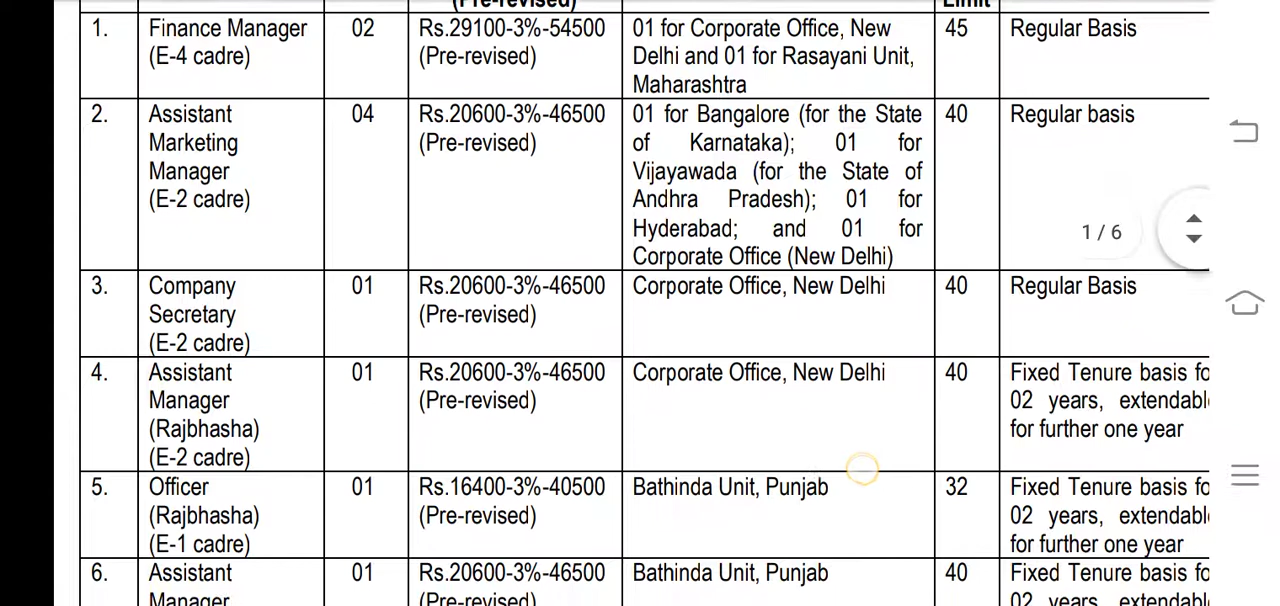 (Pre-revised)
Limit
1. Finance Manager 02 Rs.29100-3%-54500 01 for Corporate Office, New 45 Regular Basis
(E-4 cadre) (Pre-revised) Delhi and 01 for Rasayani Unit,
Maharashtra
2. Assistant 04 Rs.20600-3%-46500 01 for Bangalore (for the State 40 Regular basis
Marketing (Pre-revised) of Karnataka); 01 for
Manager Vijayawada (for the State of
(E-2 cadre) Andhra Pradesh); 01 for
Hyderabad; and 01 for
Corporate Office (New Delhi)
1 / 6
3. Company 01 Rs.20600-3%-46500 Corporate Office, New Delhi 40 Regular Basis
Secretary (Pre-revised)
(E-2 cadre)
4. Assistant 01 Rs.20600-3%-46500 Corporate Office, New Delhi 40 Fixed Tenure basis fo
Manager (Pre-revised) 02 years, extendabl
(Rajbhasha) for further one year
(E-2 cadre)
5. Officer 01 Rs.16400-3%-40500 Bathinda Unit, Punjab 32 Fixed Tenure basis fo
(Rajbhasha) (Pre-revised) 02 years, extendabl
(E-1 cadre) for further one year
6. Assistant 01 Rs.20600-3%-46500 Bathinda Unit, Punjab 40 Fixed Tenure basis fo
Manager (Pre-revised) 02 years, extendabl